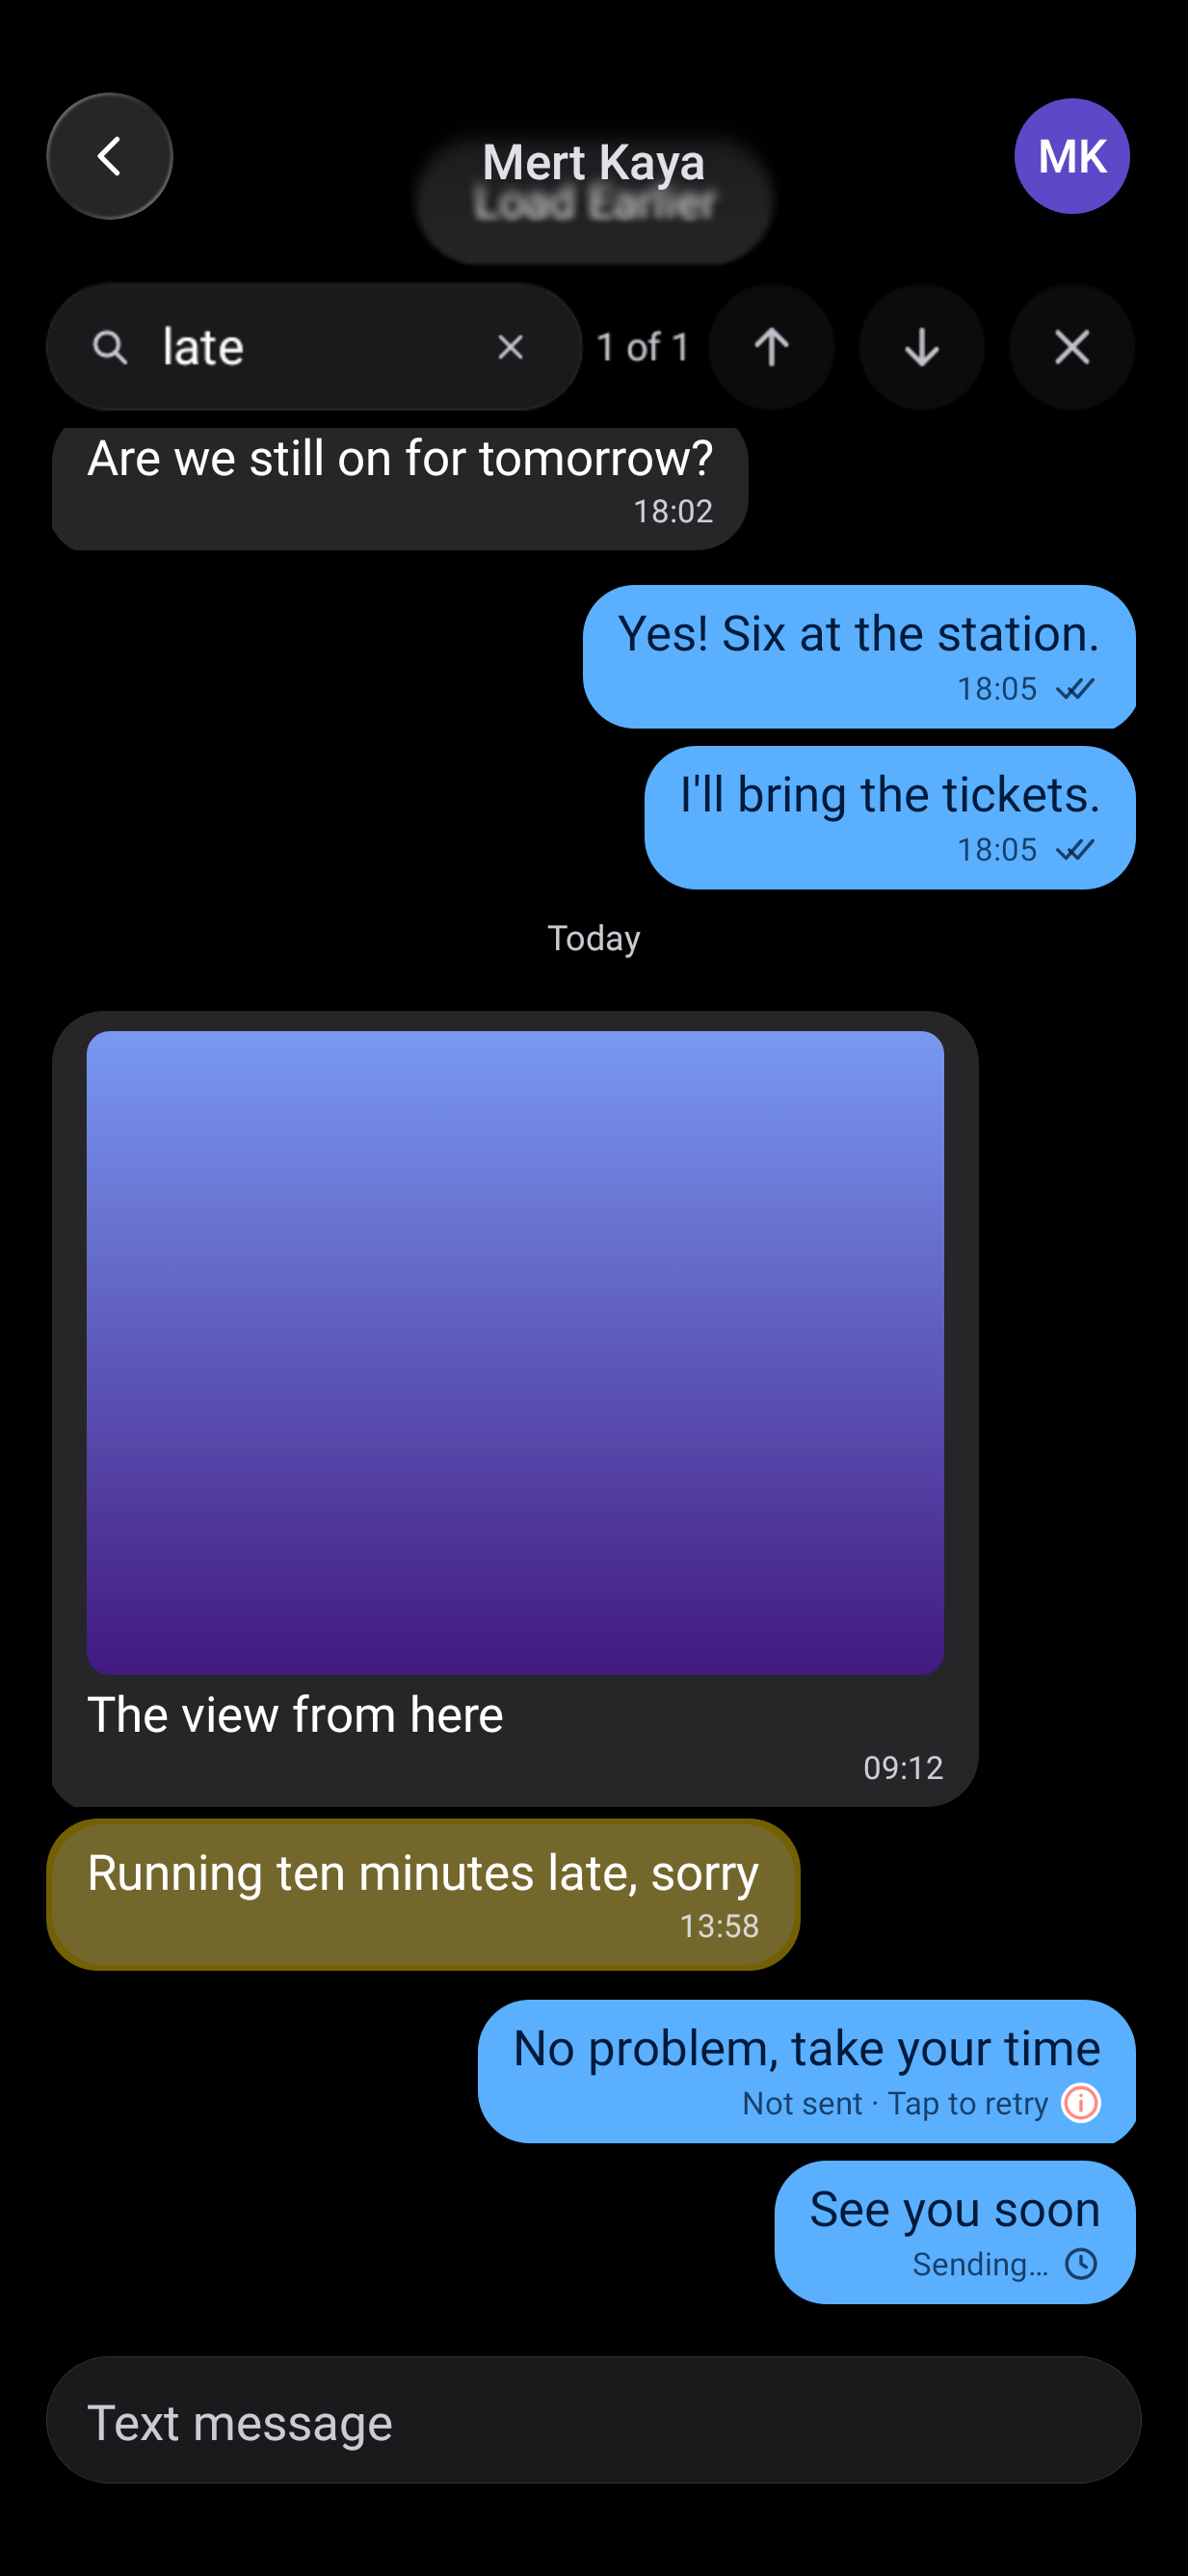 Mert Kaya
MK
Load Earlier
late
1 of 1
Are we still on for tomorrow?
18:02
Yes! Six at the station.
18:05
I'll bring the tickets.
18:05
Today
The view from here
09:12
Running ten minutes late, sorry
13:58
No problem, take your time
Not sent · Tap to retry
See you soon
Sending…
Text message